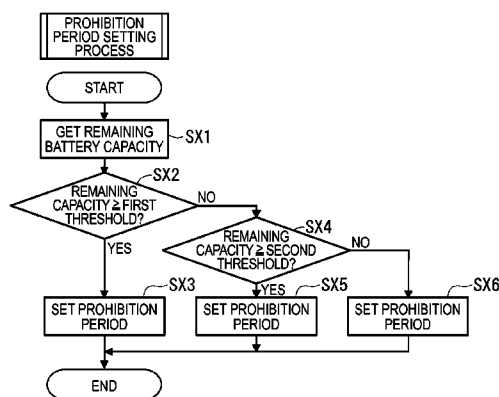 PROHIBITION
PERIOD SETTING
PROCESS
START
GET REMAINING
BATTERY CAPACITY
SX1
SX2
REMAINING
CAPACITY ≧ FIRST
THRESHOLD?
NO
YES
SX4
REMAINING
CAPACITY ≧ SECOND
THRESHOLD?
NO
YES
SX3
SET PROHIBITION
PERIOD
SX5
SET PROHIBITION
PERIOD
SX6
SET PROHIBITION
PERIOD
END